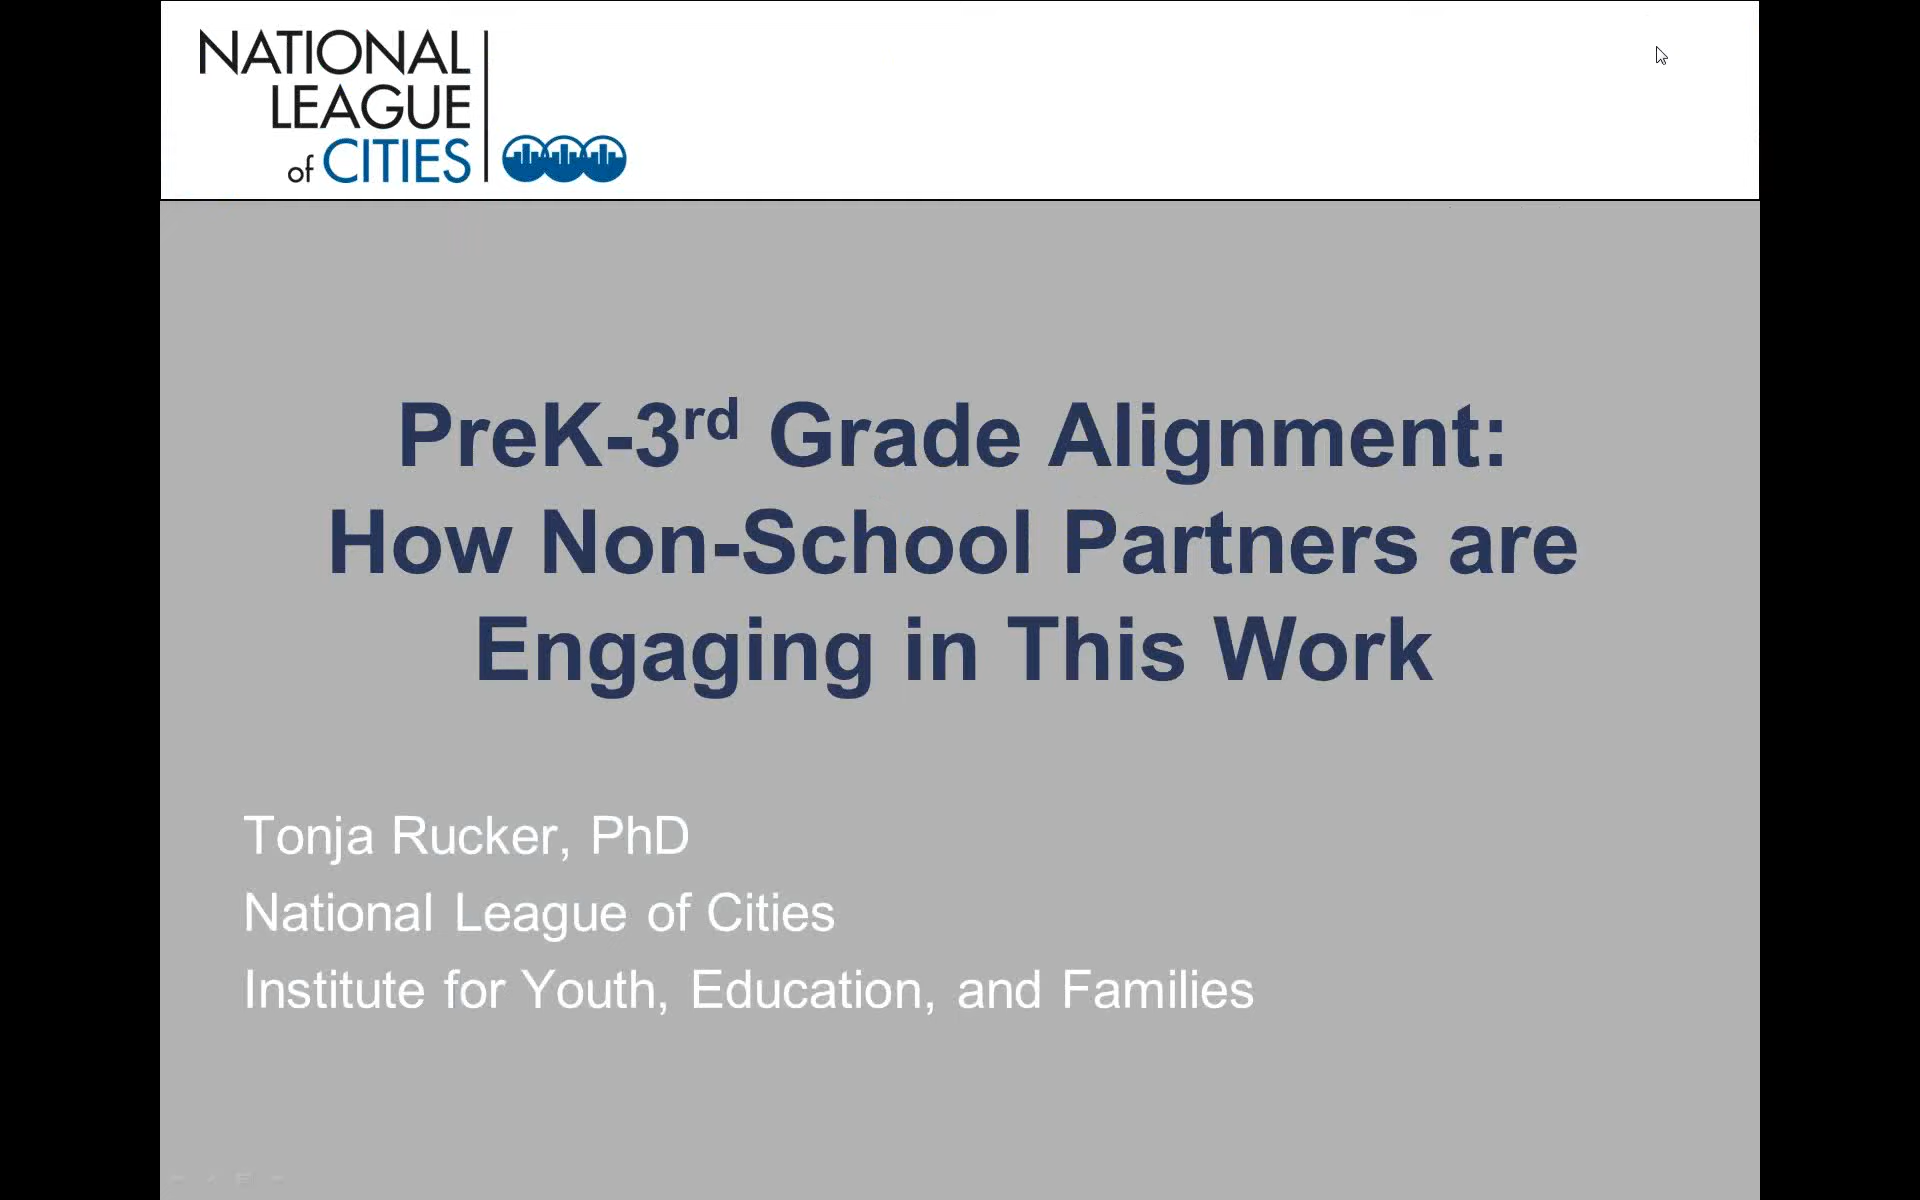 NATIONAL
LEAGUE
of CITIES
PreK-3rd Grade Alignment:
How Non-School Partners are
Engaging in This Work
Tonja Rucker, PhD
National League of Cities
Institute for Youth, Education, and Families